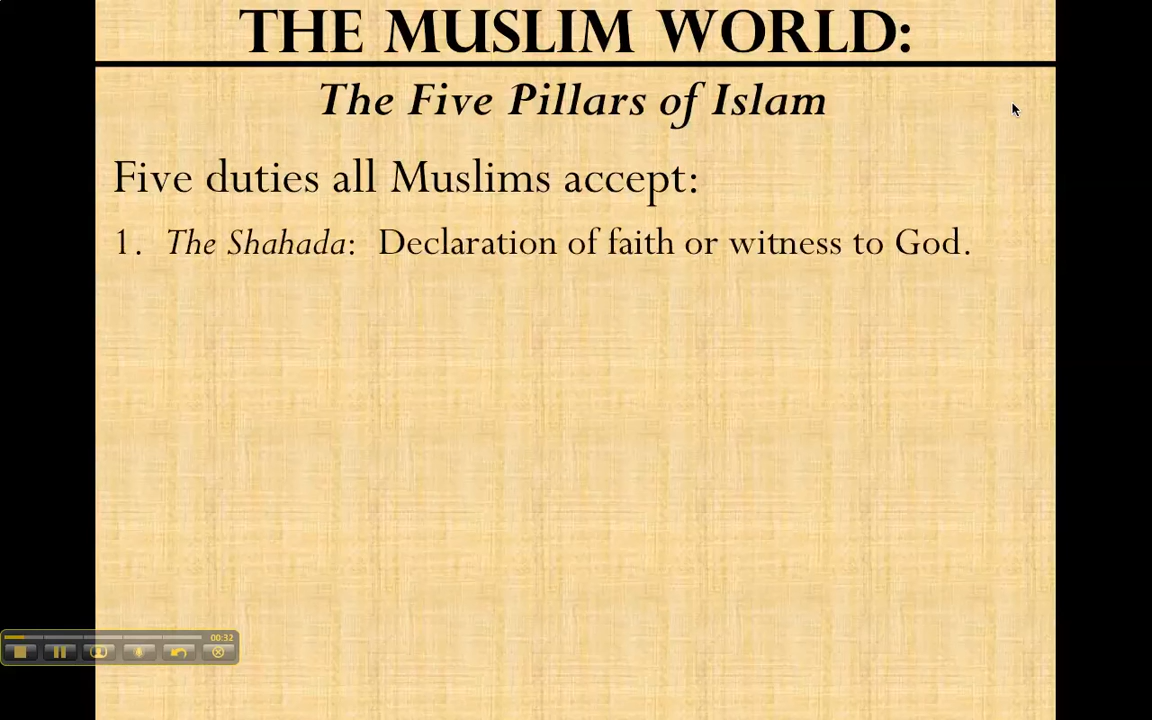 THE MUSLIM WORLD:
The Five Pillars of Islam
Five duties all Muslims accept:
1. The Shahada: Declaration of faith or witness to God.
00:32